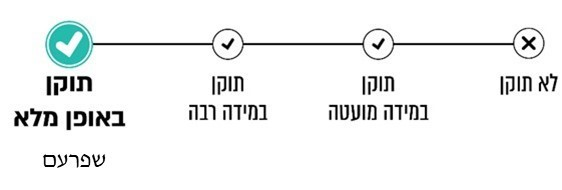 לא תוקן
תוקן
במידה מועטה
תוקן
במידה רבה
תוקן
באופן מלא
שפרעם